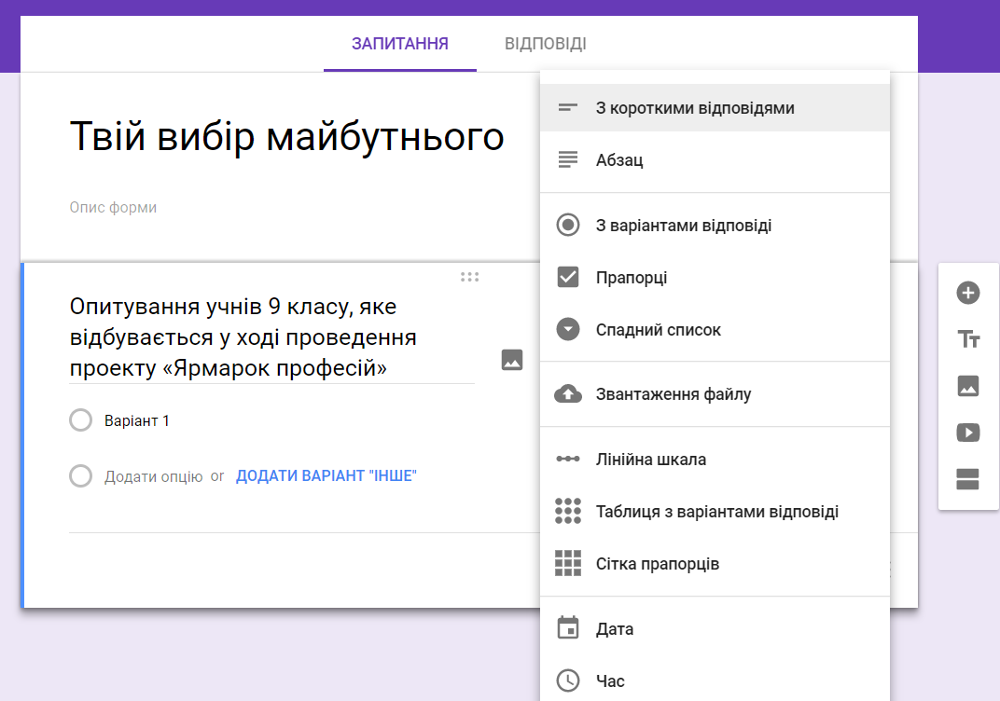 ЗАПИТАННЯ ВІДПОВІДІ
Твій вибір майбутнього
Опис форми
Опитування учнів 9 класу, яке
відбувається у ході проведення
проекту «Ярмарок професій»
Варіант 1
Додати опцію or ДОДАТИ ВАРІАНТ "ІНШЕ"
З короткими відповідями
Абзац
З варіантами відповіді
Прапорці
Спадний список
Звантаження файлу
Лінійна шкала
Таблиця з варіантами відповіді
Сітка прапорців
Дата
Час
Тт